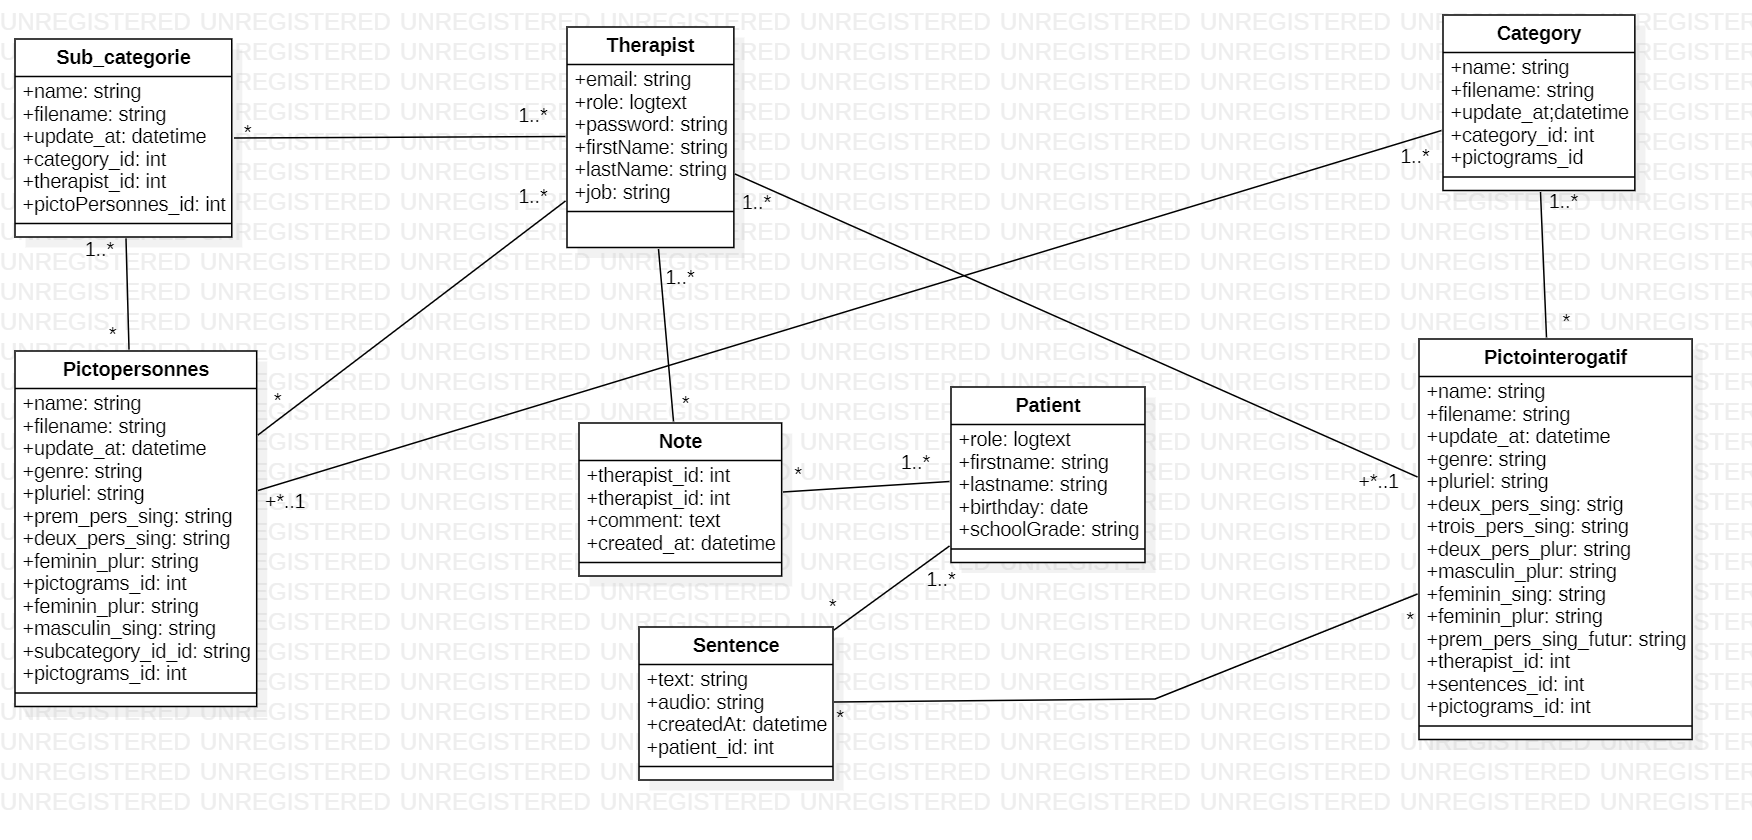 Sub_categorie
+name: string
+filename: string
+update_at: datetime
+category_id: int
+therapist_id: int
+pictoPersonnes_id: int
Therapist
+email: string
+role: logtext
+password: string
+firstName: string
+lastName: string
+job: string
Category
+name: string
+filename: string
+update_at;datetime
+category_id: int
+pictograms_id
*
1..*
1..*
1..*
1..*
1..*
1..*
1..*
*
*
*
*
Pictopersonnes
+name: string
+filename: string
+update_at: datetime
+genre: string
+pluriel: string
+prem_pers_sing: string
+deux_pers_sing: string
+feminin_plur: string
+pictograms_id: int
+feminin_plur: string
+masculin_sing: string
+subcategory_id_id: string
+pictograms_id: int
+*..1
Note
+therapist_id: int
+therapist_id: int
+comment: text
+created_at: datetime
*
1..*
Patient
+role: logtext
+firstname: string
+lastname: string
+birthday: date
+schoolGrade: string
+*..1
1..*
*
Pictointerogatif
+name: string
+filename: string
+update_at: datetime
+genre: string
+pluriel: string
+deux_pers_sing: strig
+trois_pers_sing: string
+deux_pers_plur: string
+masculin_plur: string
+feminin_sing: string
+feminin_plur: string
+prem_pers_sing_futur: string
+therapist_id: int
+sentences_id: int
+pictograms_id: int
*
Sentence
+text: string
+audio: string
+createdAt: datetime
+patient_id: int
*
UNREGISTERED